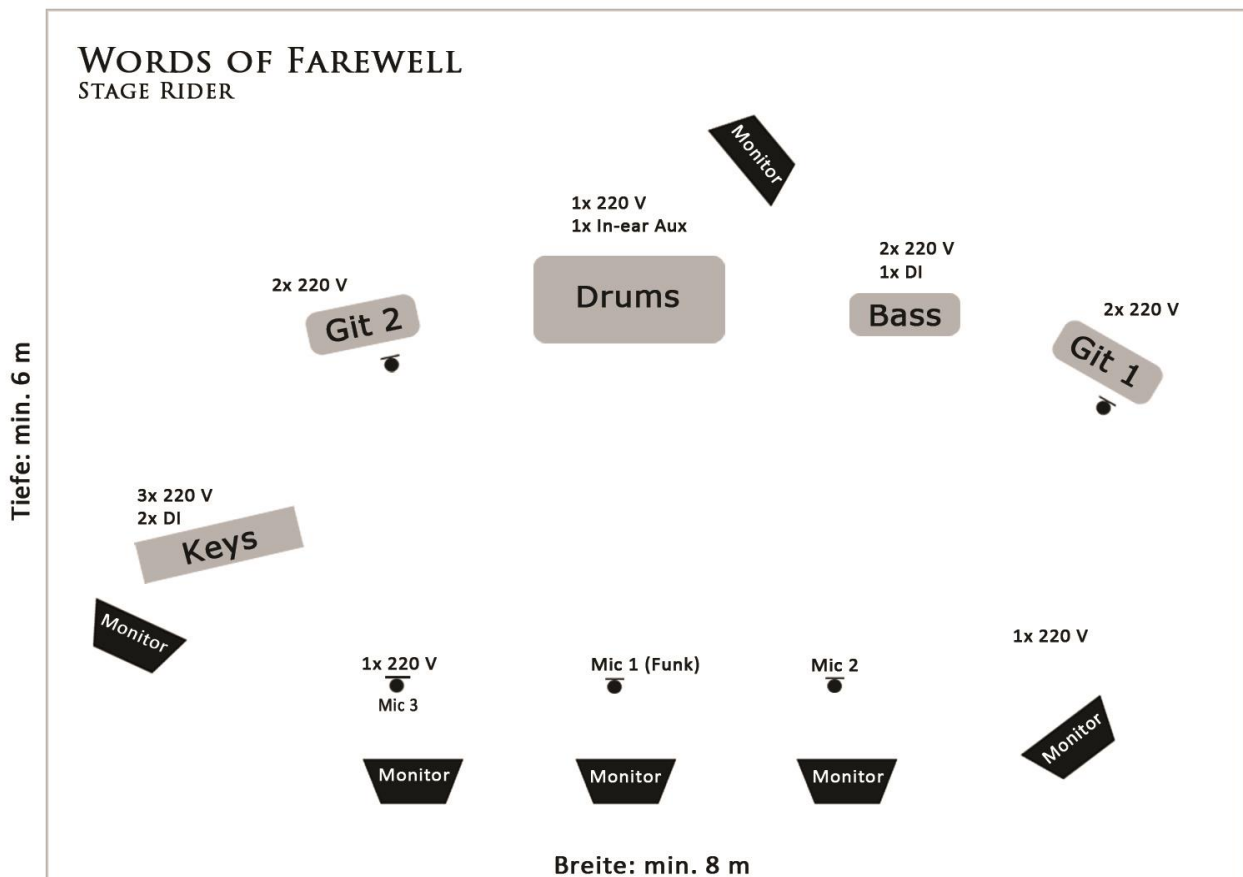 WORDS OF FAREWELL
STAGE RIDER
Monitor
1x 220 V
1x In-ear Aux
2x 220 V
1x DI
2x 220 V
Drums
Bass
Git 2
2x 220 V
Git 1
Tiefe: min. 6 m
3x 220 V
2x DI
Keys
Monitor
1x 220 V
1x 220 V
Mic 3
Mic 1 (Funk)
Mic 2
Monitor
Monitor
Monitor
Monitor
Breite: min. 8 m